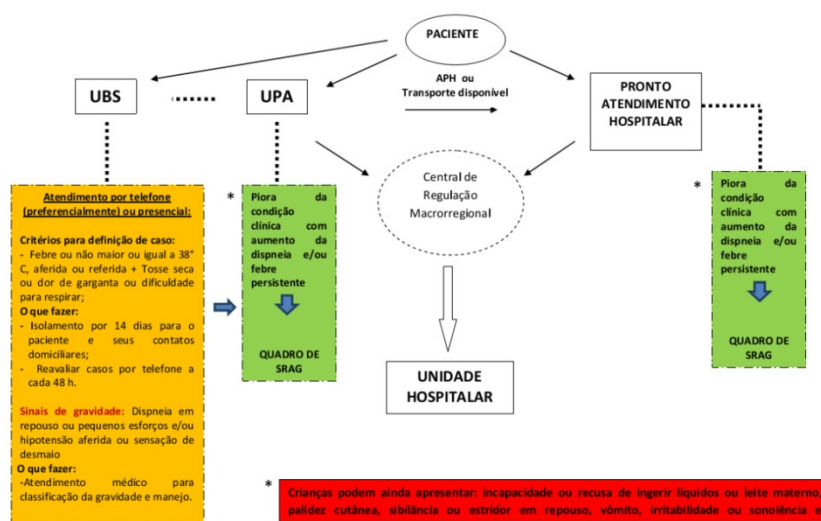 PACIENTE
APH ou
Transporte disponível
UBS
UPA
PRONTO
ATENDIMENTO
HOSPITALAR
Central de
Regulação
Macrorregional
Atendimento por telefone
(preferencialmente) ou presencial:
Critérios para definição de caso:
- Febre ou não maior ou igual a 38°
C, aferida ou referida + Tosse seca
ou dor de garganta ou dificuldade
para respirar;
O que fazer:
- Isolamento por 14 dias para o
paciente e seus contatos
domiciliares;
- Reavaliar casos por telefone a
cada 48 h.
Sinais de gravidade: Dispneia em
repouso ou pequenos esforços e/ou
hipotensão aferida ou sensação de
desmaio
O que fazer:
-Atendimento médico para
classificação da gravidade e manejo.
* Piora da
condição
clínica com
aumento da
dispneia e/ou
febre
persistente
QUADRO DE
SRAG
UNIDADE
HOSPITALAR
* Piora da
condição
clínica com
aumento da
dispneia e/ou
febre
persistente
QUADRO DE
SRAG
* Crianças podem ainda apresentar: incapacidade ou recusa de ingerir líquidos ou leite materno,
palidez cutânea, sibilância ou estridor em repouso, vômito, irritabilidade ou sonolência e